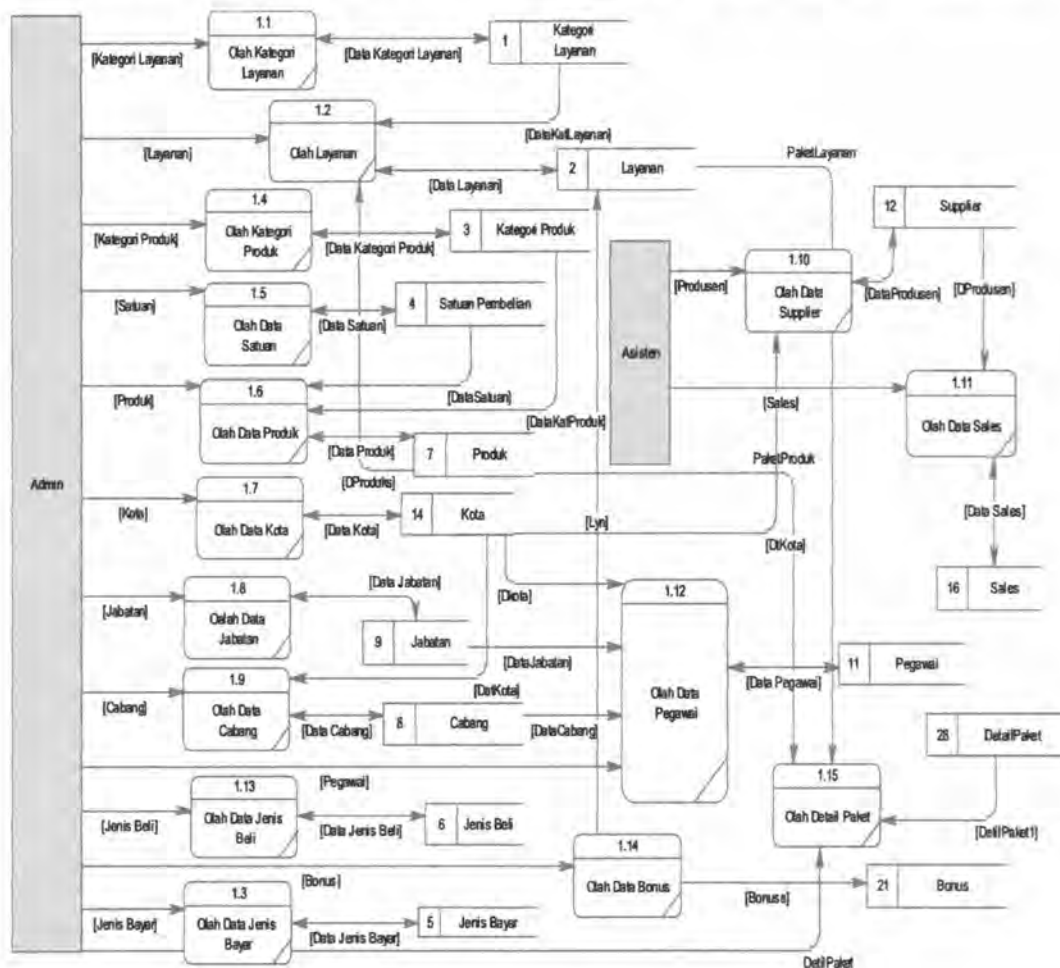 1.1
Olah Kategori
Layanan
[Kategori Layanan]
[Data Kategori Layanan]
1
Kategori
Layanan
1.2
Olah Layanan
[Layanan]
[DataKatLayanan]
[Data Layanan]
2
Layanan
PaketLayanan
1.4
Olah Kategori
Produk
[Kategori Produk]
[Data Kategori Produk]
3
Kategori Produk
12
Supplier
1.10
Olah Data
Supplier
[Produsen]
[DataProdusen]
[DProdusen]
1.5
Olah Data
Satuan
[Satuan]
[Data Satuan]
4
Satuan Pembelian
Asisten
1.6
Olah Data Produk
[Produk]
[DataSatuan]
[DataKatProduk]
[Sales]
1.11
Olah Data Sales
[Data Produk]
7
Produk
PaketProduk
[DProduks]
Admin
1.7
Olah Data Kota
[Kota]
[Data Kota]
14
Kota
[Lyn]
[DtKota]
[Data Sales]
16
Sales
1.8
Oalah Data
Jabatan
[Jabatan]
[Data Jabatan]
9
Jabatan
[Dkota]
[DataJabatan]
1.12
Olah Data
Pegawai
[Data Pegawai]
11
Pegawai
1.9
Olah Data
Cabang
[Cabang]
[DatKota]
[Data Cabang]
8
Cabang
[DataCabang]
28
DetailPaket
[Pegawai]
1.15
Olah Detail Paket
[DetilPaket1]
1.13
Olah Data Jenis
Beli
[Jenis Beli]
[Data Jenis Beli]
6
Jenis Beli
1.14
Olah Data Bonus
[Bonus]
[Bonuss]
21
Bonus
1.3
Olah Data Jenis
Bayar
[Jenis Bayar]
[Data Jenis Bayar]
5
Jenis Bayar
DetilPaket